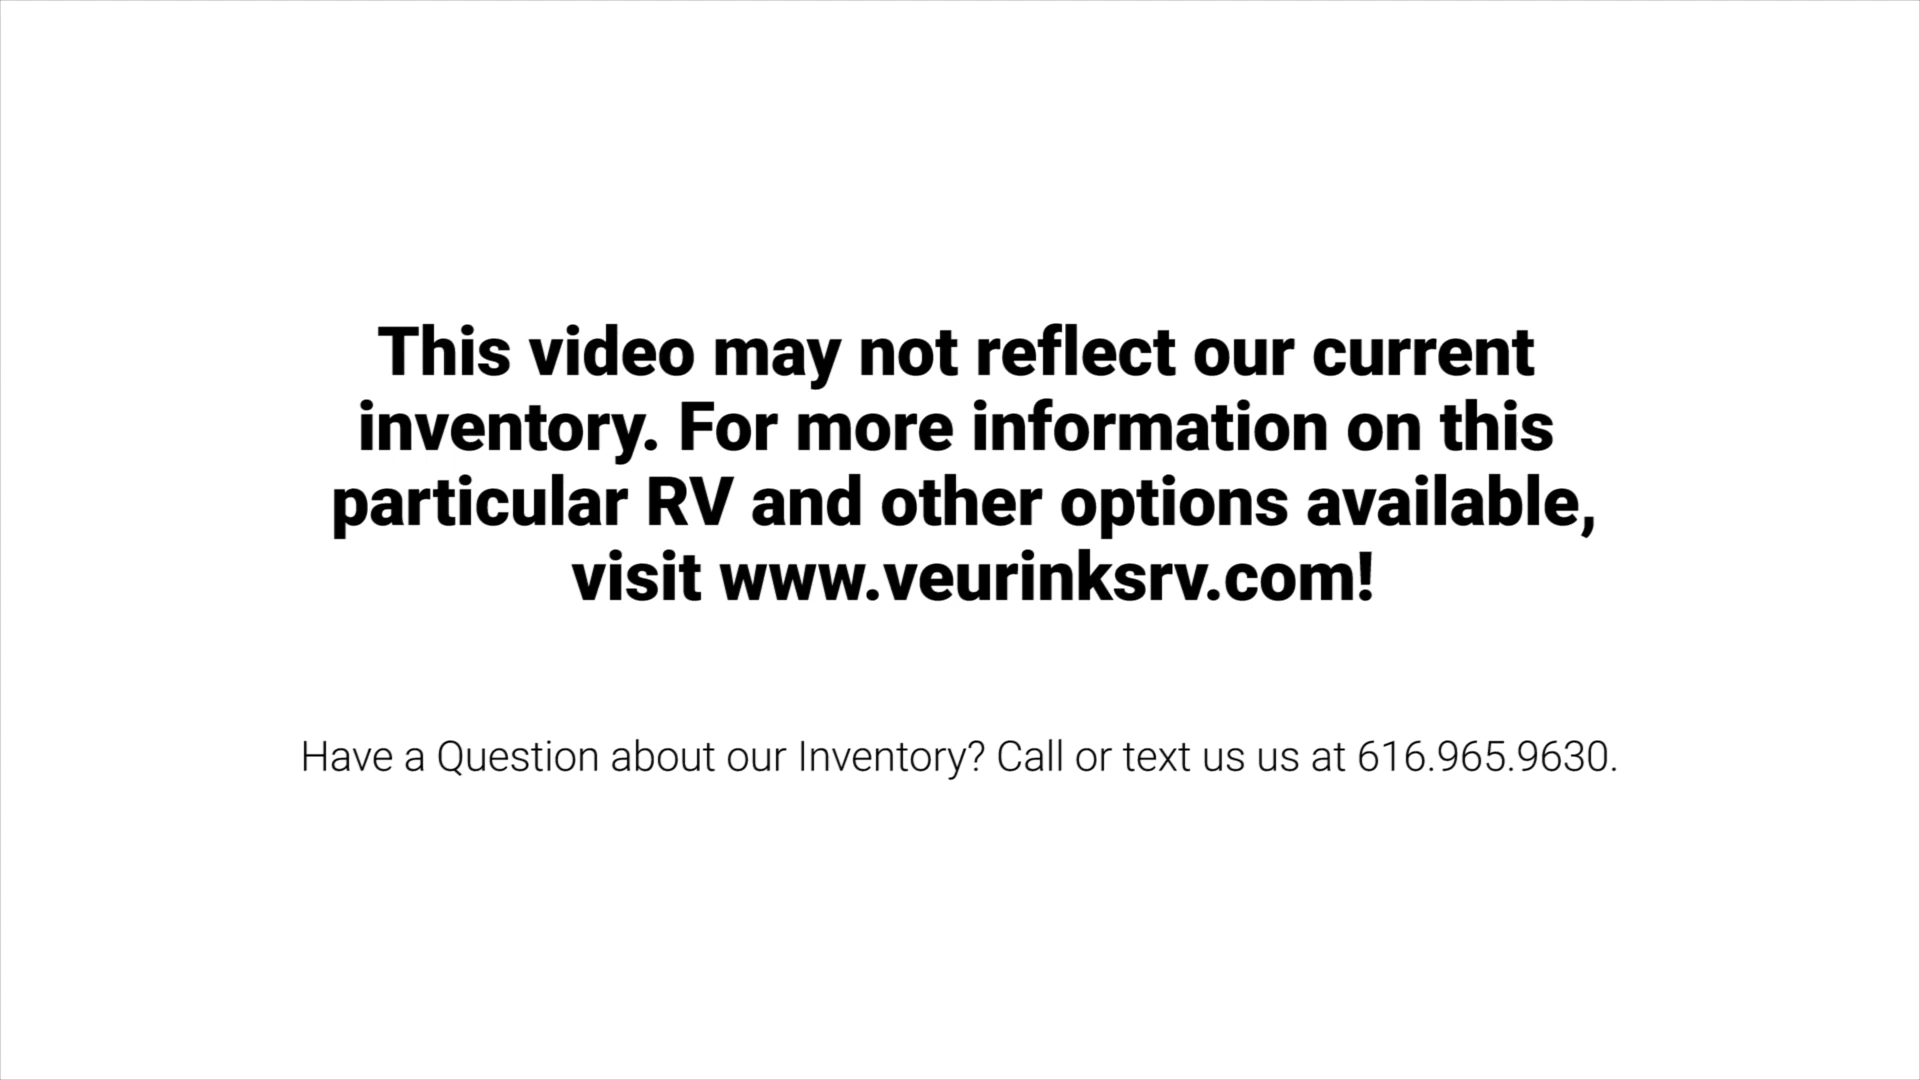 This video may not reflect our current
inventory. For more information on this
particular RV and other options available,
visit www.veurinksrv.com!
Have a Question about our Inventory? Call or text us us at 616.965.9630.